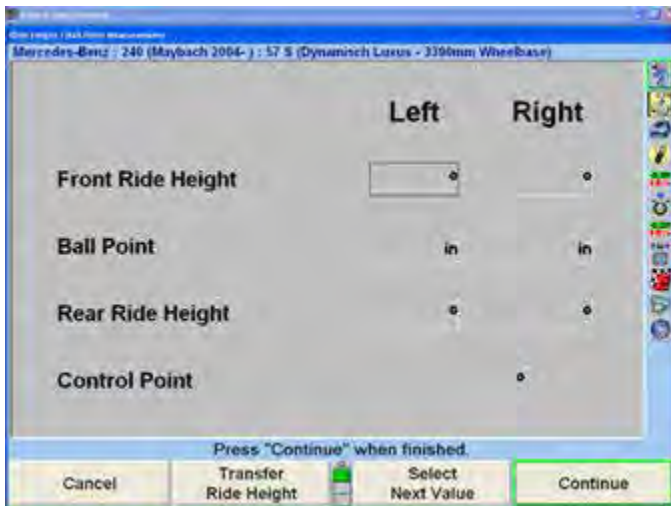 Mercedes-Benz : 240 (Maybach 2004- ) : 57 S (Dynamisch Luxus - 3390mm Wheelbase)
Left Right
Front Ride Height ° °
Ball Point in in
Rear Ride Height ° °
Control Point °
Press "Continue" when finished.
Cancel Transfer Ride Height Select Next Value Continue